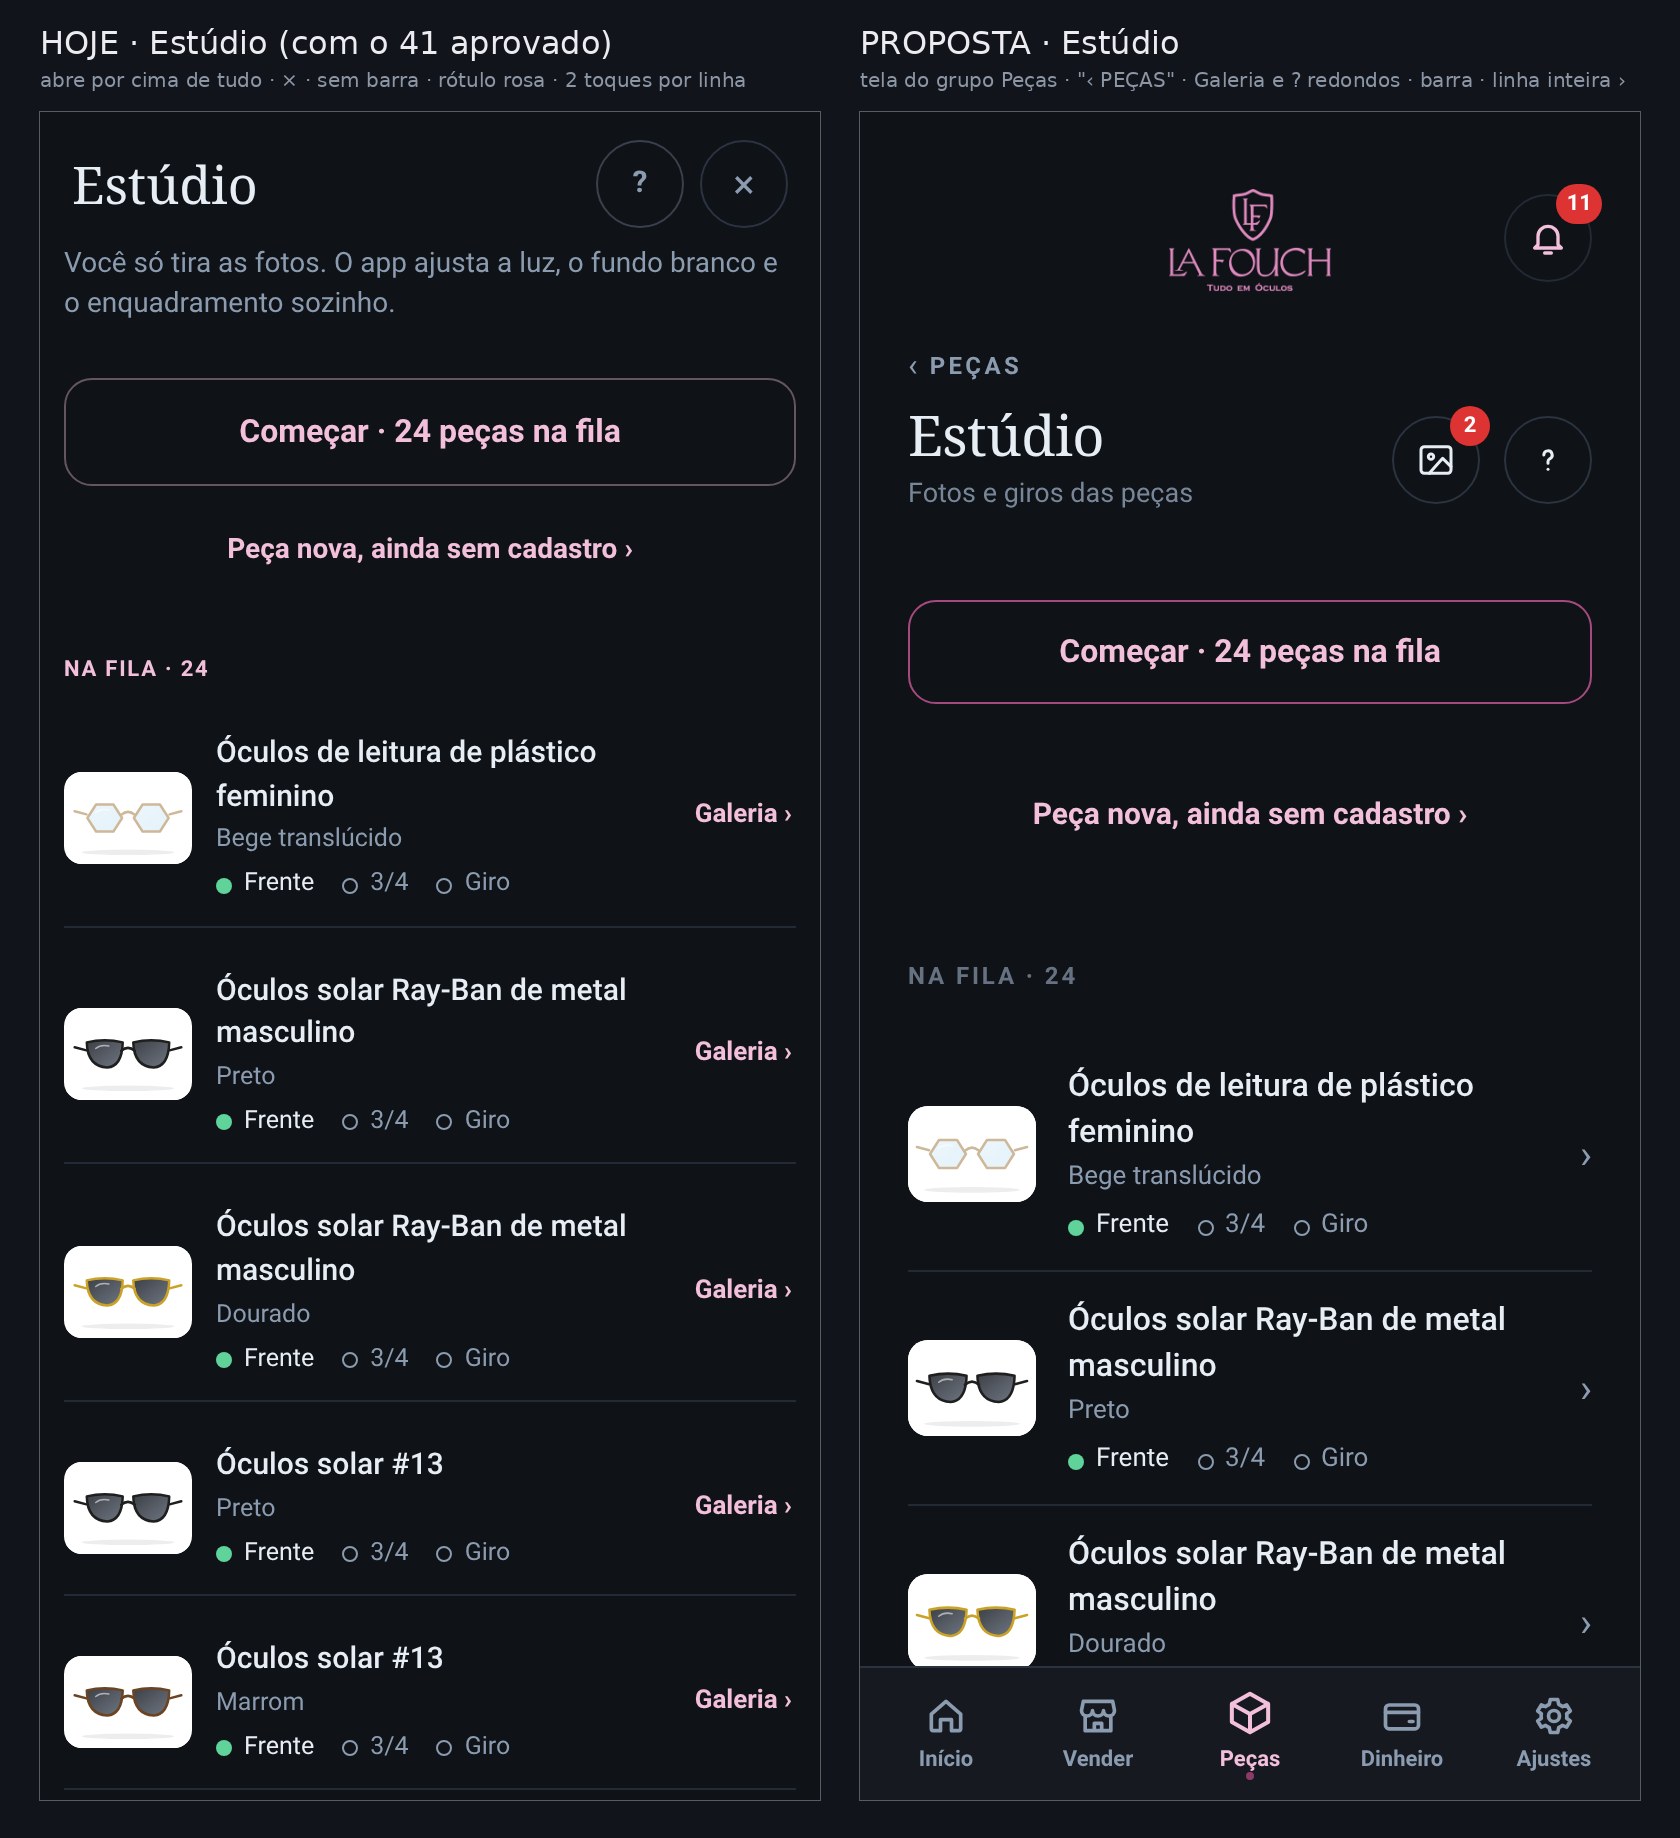 HOJE · Estúdio (com o 41 aprovado)
abre por cima de tudo · × · sem barra · rótulo rosa · 2 toques por linha
Estúdio
?
×
Você só tira as fotos. O app ajusta a luz, o fundo branco e
o enquadramento sozinho.
Começar · 24 peças na fila
Peça nova, ainda sem cadastro ›
NA FILA · 24
Óculos de leitura de plástico
feminino
Bege translúcido
Frente 3/4 Giro
Galeria ›
Óculos solar Ray-Ban de metal
masculino
Preto
Frente 3/4 Giro
Galeria ›
Óculos solar Ray-Ban de metal
masculino
Dourado
Frente 3/4 Giro
Galeria ›
Óculos solar #13
Preto
Frente 3/4 Giro
Galeria ›
Óculos solar #13
Marrom
Frente 3/4 Giro
Galeria ›
PROPOSTA · Estúdio
tela do grupo Peças · "‹ PEÇAS" · Galeria e ? redondos · barra · linha inteira ›
LF
LA FOUCH
TUDO EM ÓCULOS
11
‹ PEÇAS
Estúdio
Fotos e giros das peças
2
?
Começar · 24 peças na fila
Peça nova, ainda sem cadastro ›
NA FILA · 24
Óculos de leitura de plástico
feminino
Bege translúcido
Frente 3/4 Giro
›
Óculos solar Ray-Ban de metal
masculino
Preto
Frente 3/4 Giro
›
Óculos solar Ray-Ban de metal
masculino
Dourado
›
Início Vender Peças Dinheiro Ajustes